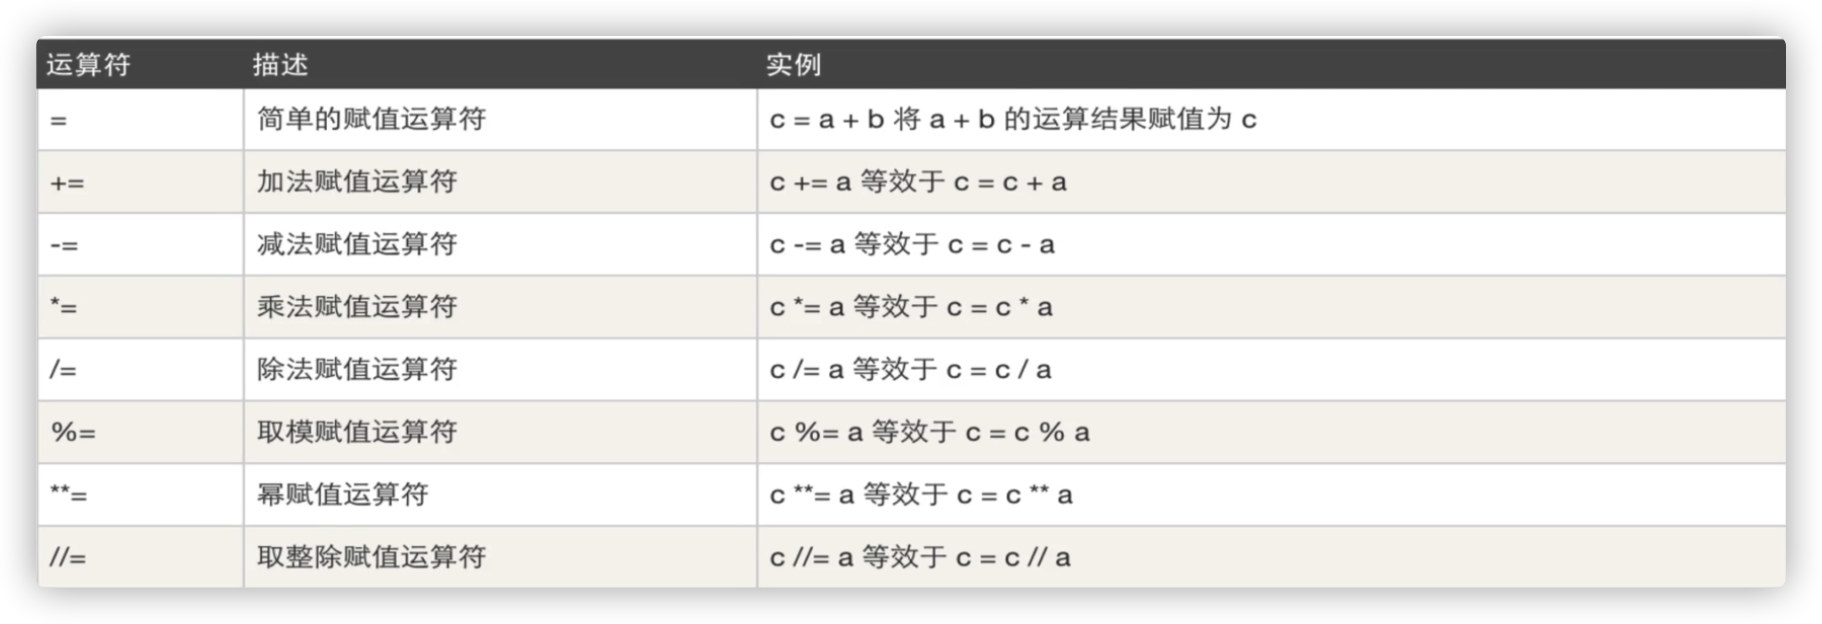 运算符 描述 实例
= 简单的赋值运算符 c = a + b 将 a + b 的运算结果赋值为 c
+= 加法赋值运算符 c += a 等效于 c = c + a
-= 减法赋值运算符 c -= a 等效于 c = c - a
*= 乘法赋值运算符 c *= a 等效于 c = c * a
/= 除法赋值运算符 c /= a 等效于 c = c / a
%= 取模赋值运算符 c %= a 等效于 c = c % a
**= 幂赋值运算符 c **= a 等效于 c = c ** a
//= 取整除赋值运算符 c //= a 等效于 c = c // a